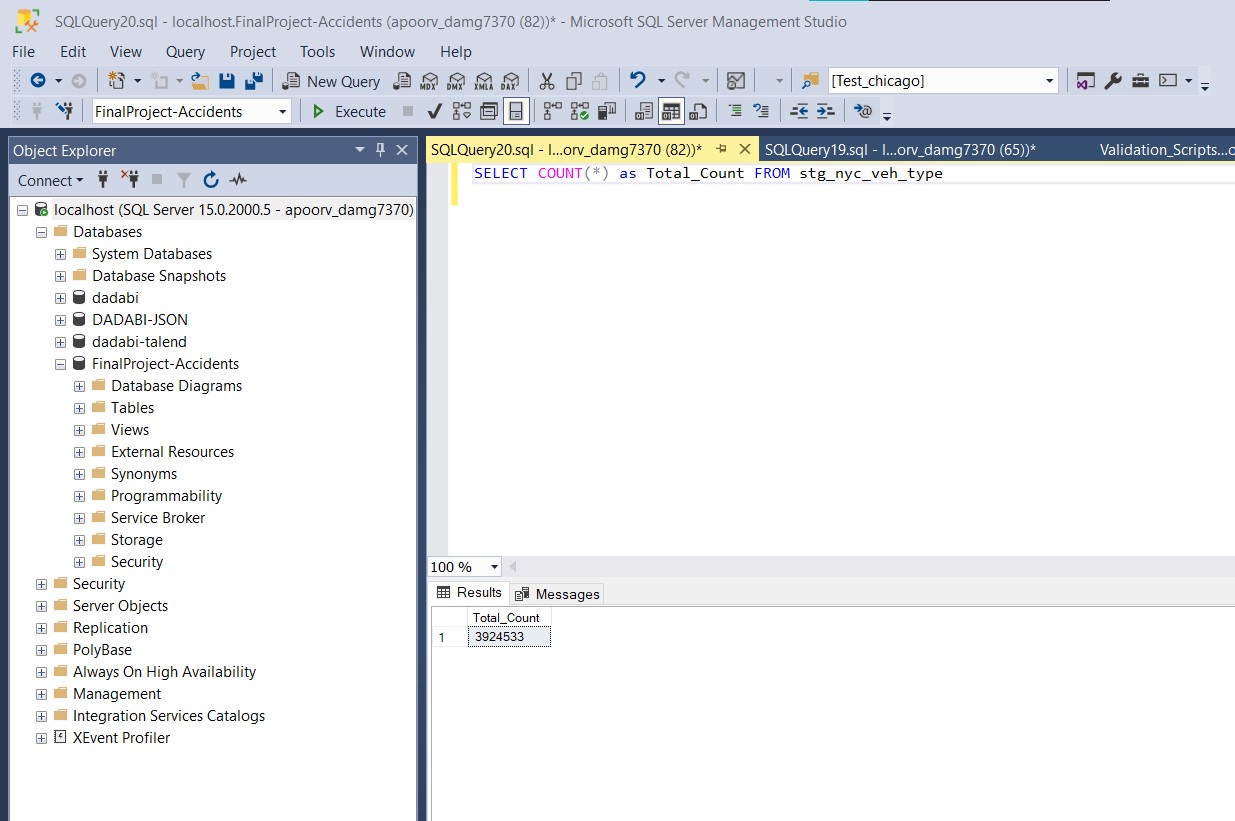 SQLQuery20.sql - localhost.FinalProject-Accidents (apoorv_damg7370 (82))* - Microsoft SQL Server Management Studio
File Edit View Query Project Tools Window Help
New Query MDX DMX XMLA DAX [Test_chicago]
FinalProject-Accidents Execute
Object Explorer
Connect
localhost (SQL Server 15.0.2000.5 - apoorv_damg7370)
Databases
System Databases
Database Snapshots
dadabi
DADABI-JSON
dadabi-talend
FinalProject-Accidents
Database Diagrams
Tables
Views
External Resources
Synonyms
Programmability
Service Broker
Storage
Security
Security
Server Objects
Replication
PolyBase
Always On High Availability
Management
Integration Services Catalogs
XEvent Profiler
SQLQuery20.sql - l...orv_damg7370 (82))* SQLQuery19.sql - l...orv_damg7370 (65))* Validation_Scripts...
SELECT COUNT(*) as Total_Count FROM stg_nyc_veh_type
100 %
Results Messages
Total_Count
1 3924533